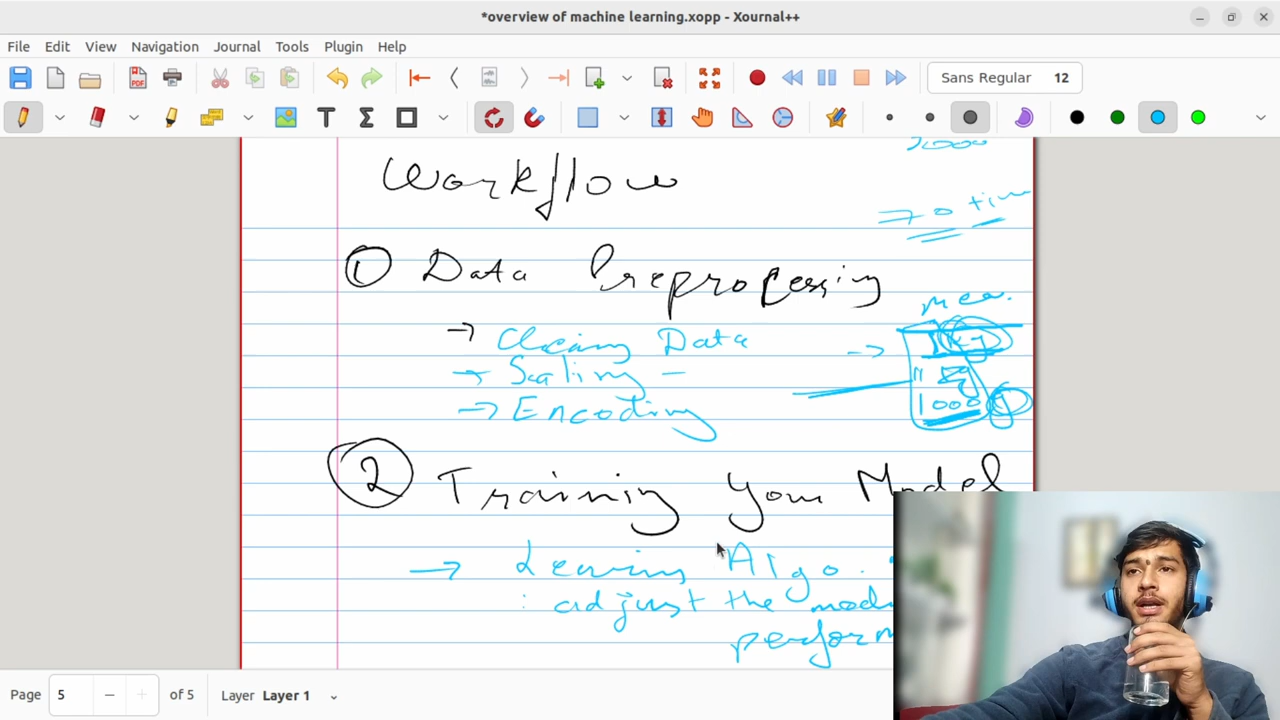 *overview of machine learning.xopp - Xournal++
File Edit View Navigation Journal Tools Plugin Help
Sans Regular 12
Workflow
① Data Preprocessing
→ Cleaning Data →
→ Scaling -
→ Encoding
1000
② Training your Model
→ Learning Algo.
: adjust the mod
perform
Page 5 of 5 Layer Layer 1